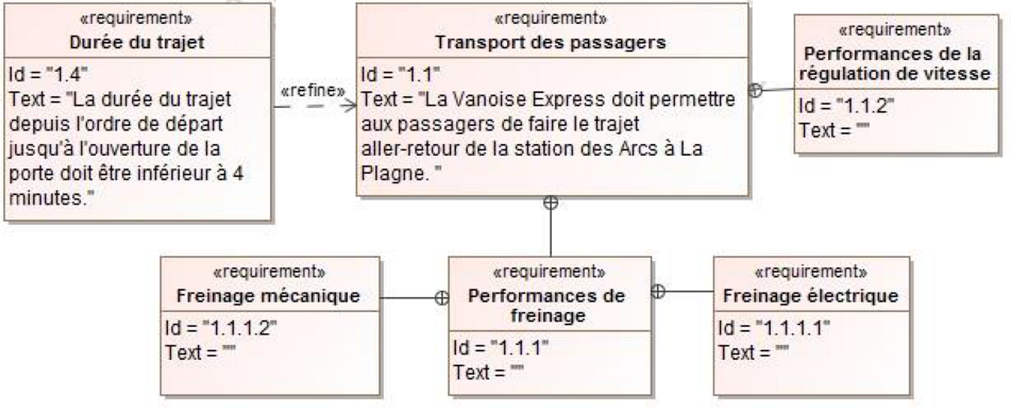 «requirement»
Durée du trajet
Id = "1.4"
Text = "La durée du trajet
depuis l'ordre de départ
jusqu'à l'ouverture de la
porte doit être inférieur à 4
minutes."
«refine»
«requirement»
Transport des passagers
Id = "1.1"
Text = "La Vanoise Express doit permettre
aux passagers de faire le trajet
aller-retour de la station des Arcs à La
Plagne. "
«requirement»
Performances de la
régulation de vitesse
Id = "1.1.2"
Text = ""
«requirement»
Freinage mécanique
Id = "1.1.1.2"
Text = ""
«requirement»
Performances de
freinage
Id = "1.1.1"
Text = ""
«requirement»
Freinage électrique
Id = "1.1.1.1"
Text = ""